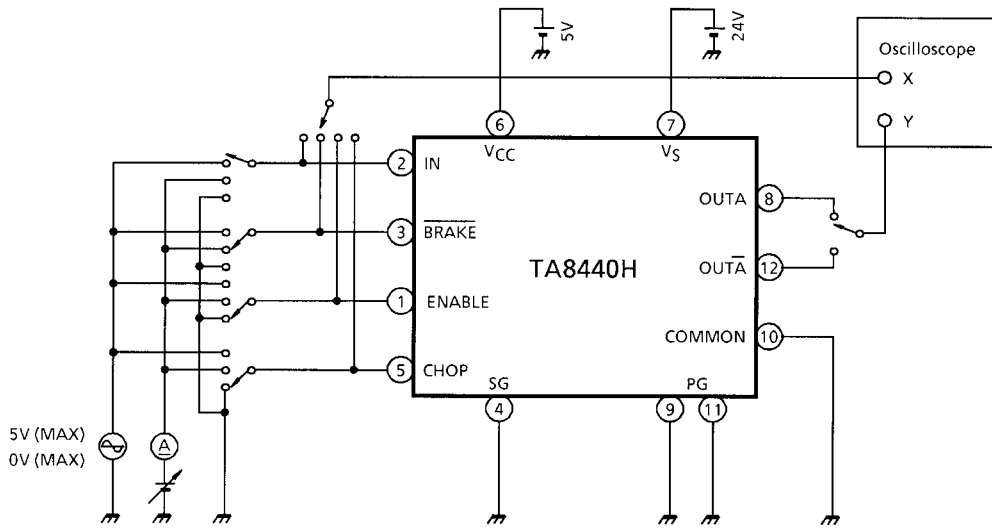 5V
24V
Oscilloscope
X
Y
6
7
VCC
VS
2
IN
OUTA
8
3
BRAKE
TA8440H
OUTA
12
1
ENABLE
COMMON
10
5
CHOP
SG
PG
4
9
11
5V (MAX)
0V (MAX)
A